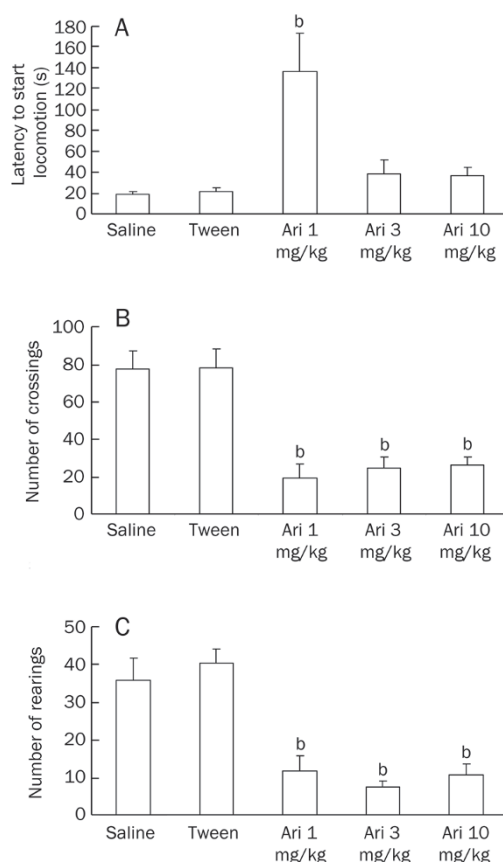 A
Latency to start
locomotion (s)
180
160
140
120
100
80
60
40
20
0
b
Saline
Tween
Ari 1
mg/kg
Ari 3
mg/kg
Ari 10
mg/kg
B
Number of crossings
100
80
60
40
20
0
b
b
b
Saline
Tween
Ari 1
mg/kg
Ari 3
mg/kg
Ari 10
mg/kg
C
Number of rearings
50
40
30
20
10
0
b
b
b
Saline
Tween
Ari 1
mg/kg
Ari 3
mg/kg
Ari 10
mg/kg